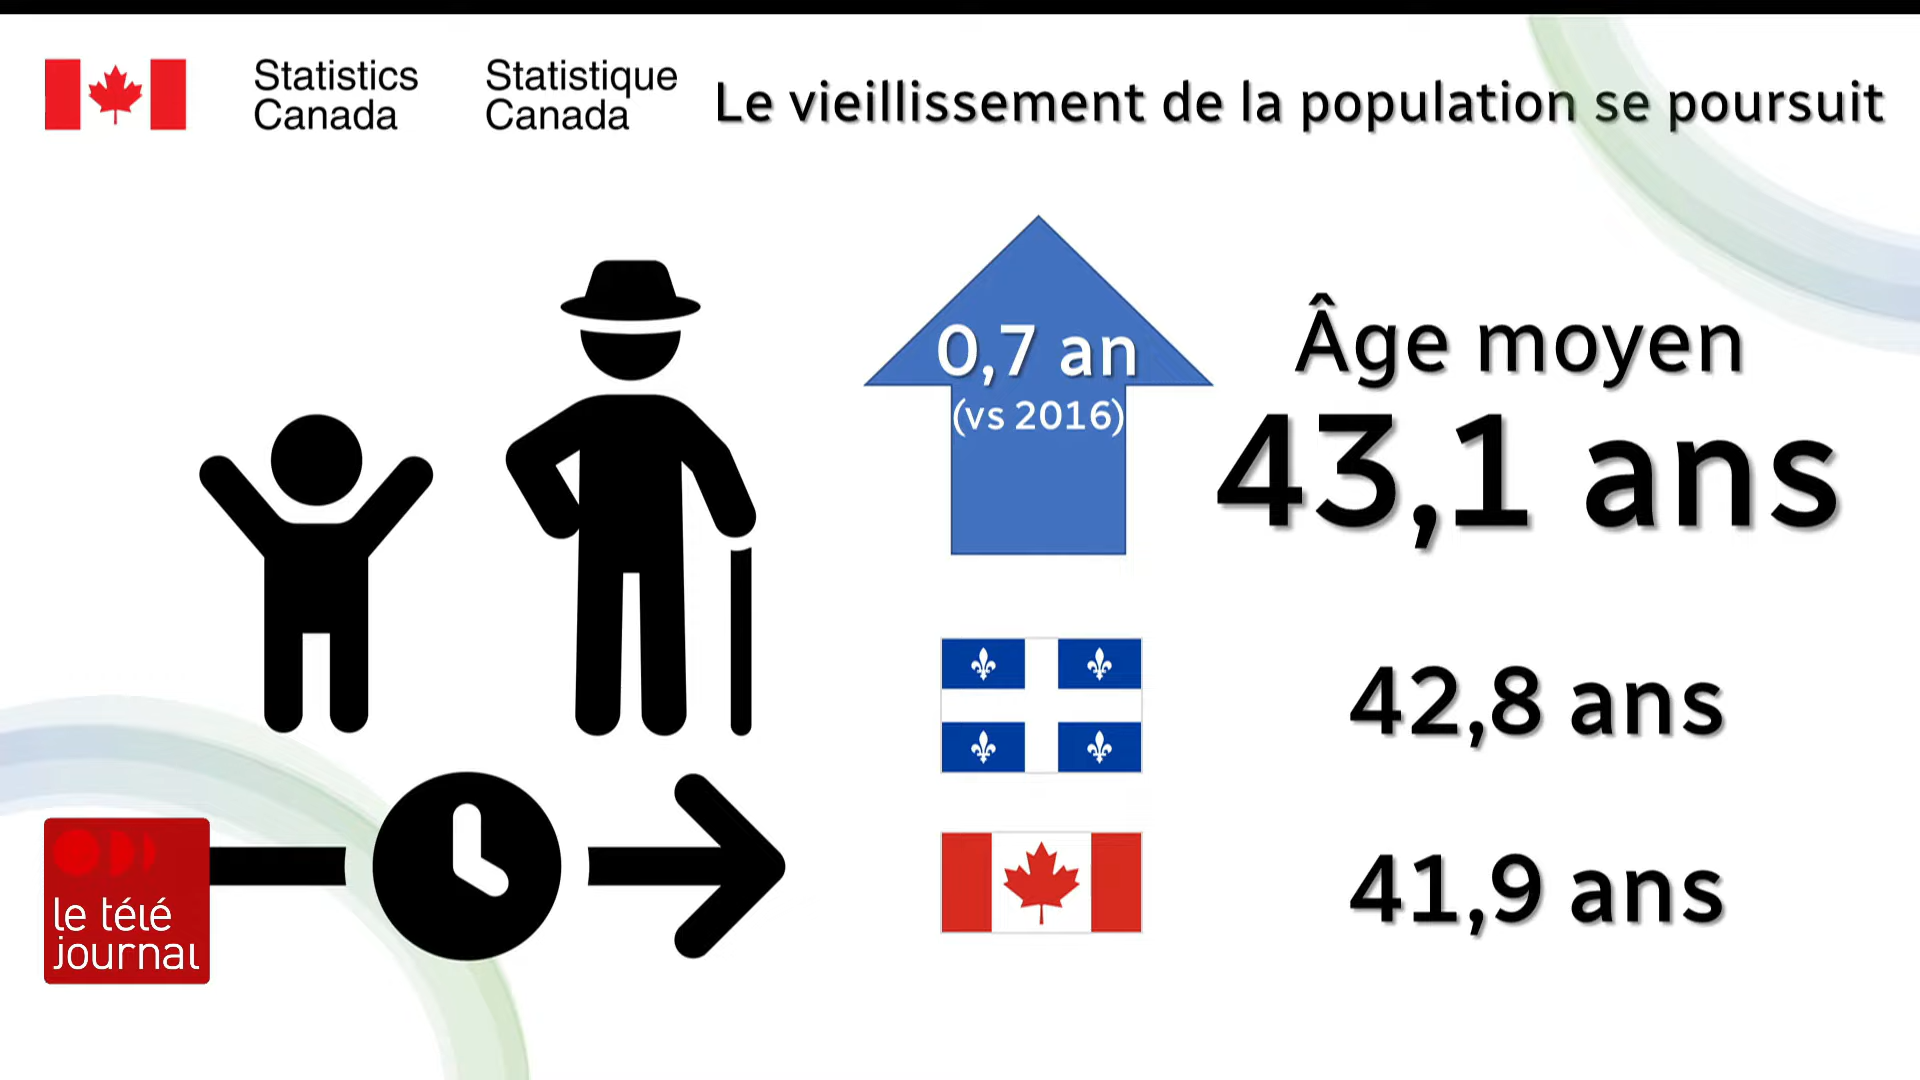 Statistics
Canada
Statistique
Canada
Le vieillissement de la population se poursuit
0,7 an
(vs 2016)
Âge moyen
43,1 ans
42,8 ans
41,9 ans
le télé
journal